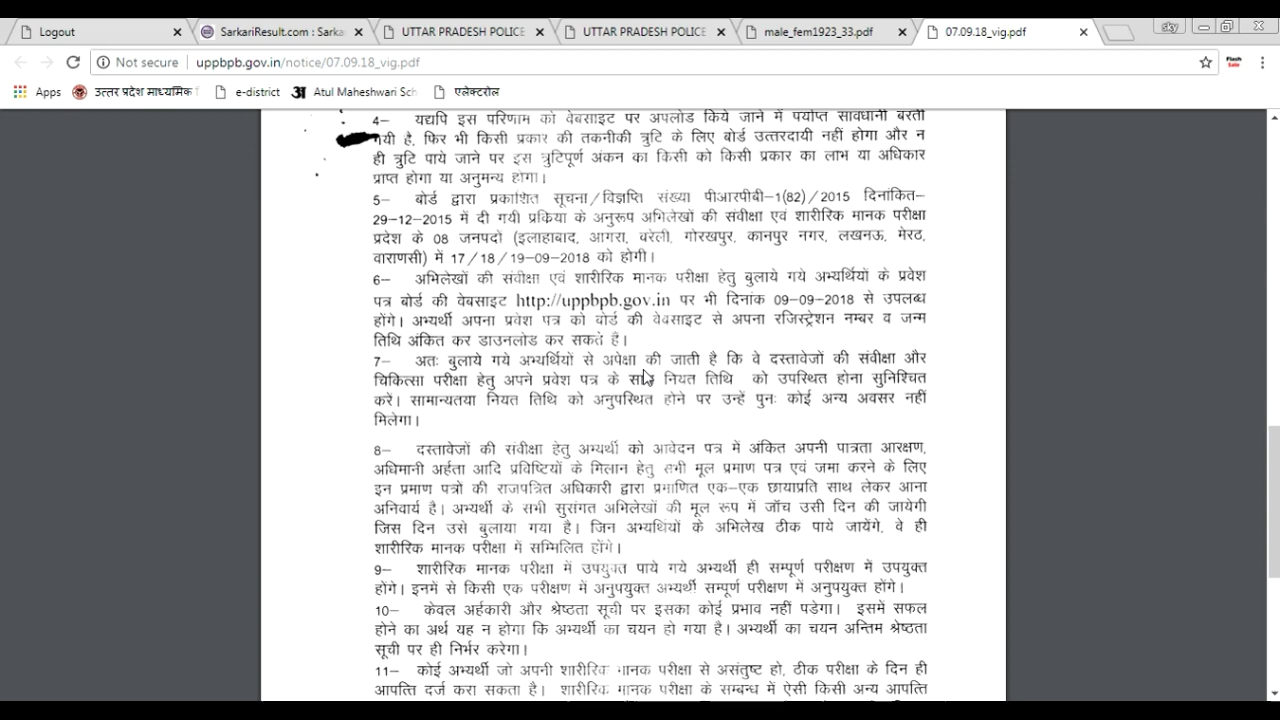 Logout
SarkariResult.com : Sarka
UTTAR PRADESH POLICE
UTTAR PRADESH POLICE
male_fem1923_33.pdf
07.09.18_vig.pdf
sky
Not secure
uppbpb.gov.in/notice/07.09.18_vig.pdf
Flash Sale
Apps
उत्तर प्रदेश माध्यमिक
e-district
अ Atul Maheshwari Sch
एलेक्टरोल
4– यद्यपि इस परिणाम को वेबसाइट पर अपलोड किये जाने में पर्याप्त सावधानी बरती
गयी है, फिर भी किसी प्रकार की तकनीकी त्रुटि के लिए बोर्ड उत्तरदायी नहीं होगा और न
ही त्रुटि पाये जाने पर इस त्रुटिपूर्ण अंकन का किसी को किसी प्रकार का लाभ या अधिकार
प्राप्त होगा या अनुमन्य होगा।
5– बोर्ड द्वारा प्रकाशित सूचना/विज्ञप्ति संख्या पीआरपीबी–1(82)/2015 दिनांकित–
29–12–2015 में दी गयी प्रक्रिया के अनुरूप अभिलेखों की संवीक्षा एवं शारीरिक मानक परीक्षा
प्रदेश के 08 जनपदों (इलाहाबाद, आगरा, बरेली, गोरखपुर, कानपुर नगर, लखनऊ, मेरठ,
वाराणसी) में 17/18/19–09–2018 को होगी।
6– अभिलेखों की संवीक्षा एवं शारीरिक मानक परीक्षा हेतु बुलाये गये अभ्यर्थियों के प्रवेश
पत्र बोर्ड की वेबसाइट http://uppbpb.gov.in पर भी दिनांक 09–09–2018 से उपलब्ध
होंगे। अभ्यर्थी अपना प्रवेश पत्र को बोर्ड की वेबसाइट से अपना रजिस्ट्रेशन नम्बर व जन्म
तिथि अंकित कर डाउनलोड कर सकते हैं।
7– अतः बुलाये गये अभ्यर्थियों से अपेक्षा की जाती है कि वे दस्तावेजों की संवीक्षा और
चिकित्सा परीक्षा हेतु अपने प्रवेश पत्र के साथ नियत तिथि को उपस्थित होना सुनिश्चित
करें। सामान्यतया नियत तिथि को अनुपस्थित होने पर उन्हें पुनः कोई अन्य अवसर नहीं
मिलेगा।
8– दस्तावेजों की संवीक्षा हेतु अभ्यर्थी को आवेदन पत्र में अंकित अपनी पात्रता आरक्षण,
अधिमानी अर्हता आदि प्रविष्टियों के मिलान हेतु सभी मूल प्रमाण पत्र एवं जमा करने के लिए
इन प्रमाण पत्रों की राजपत्रित अधिकारी द्वारा प्रमाणित एक–एक छायाप्रति साथ लेकर आना
अनिवार्य है। अभ्यर्थी के सभी सुसंगत अभिलेखों की मूल रूप में जॉच उसी दिन की जायेगी
जिस दिन उसे बुलाया गया है। जिन अभ्यर्थियों के अभिलेख ठीक पाये जायेंगे, वे ही
शारीरिक मानक परीक्षा में सम्मिलित होंगे।
9– शारीरिक मानक परीक्षा में उपयुक्त पाये गये अभ्यर्थी ही सम्पूर्ण परीक्षण में उपयुक्त
होंगे। इनमें से किसी एक परीक्षण में अनुपयुक्त अभ्यर्थी सम्पूर्ण परीक्षण में अनुपयुक्त होंगे।
10– केवल अर्हकारी और श्रेष्ठता सूची पर इसका कोई प्रभाव नहीं पडेगा। इसमें सफल
होने का अर्थ यह न होगा कि अभ्यर्थी का चयन हो गया है। अभ्यर्थी का चयन अन्तिम श्रेष्ठता
सूची पर ही निर्भर करेगा।
11– कोई अभ्यर्थी जो अपनी शारीरिक मानक परीक्षा से असंतुष्ट हो, ठीक परीक्षा के दिन ही
आपत्ति दर्ज करा सकता है। शारीरिक मानक परीक्षा के सम्बन्ध में ऐसी किसी अन्य आपत्ति